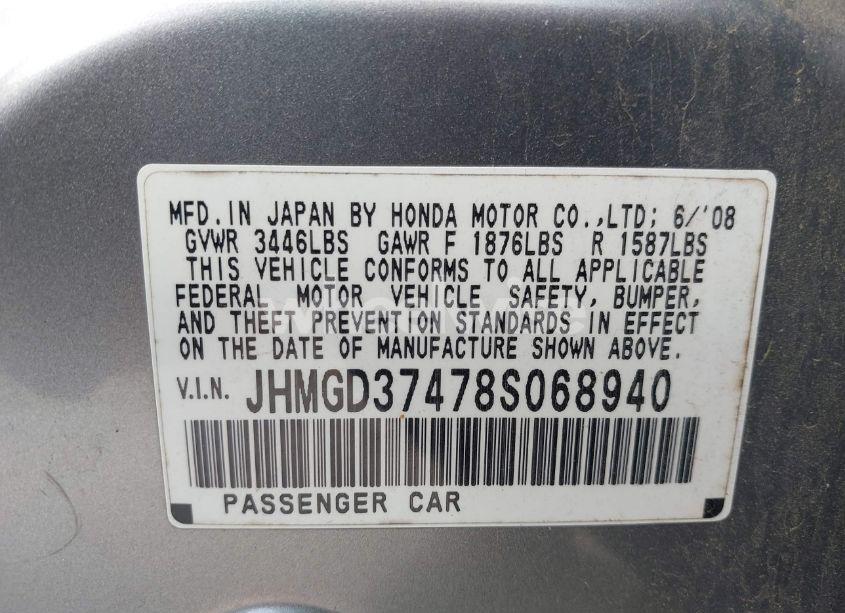 MFD. IN JAPAN BY HONDA MOTOR CO.,LTD; 6/'08
GVWR 3446LBS GAWR F 1876LBS R 1587LBS
THIS VEHICLE CONFORMS TO ALL APPLICABLE
FEDERAL MOTOR VEHICLE SAFETY, BUMPER,
AND THEFT PREVENTION STANDARDS IN EFFECT
ON THE DATE OF MANUFACTURE SHOWN ABOVE.
V.I.N. JHMGD37478S068940
PASSENGER CAR